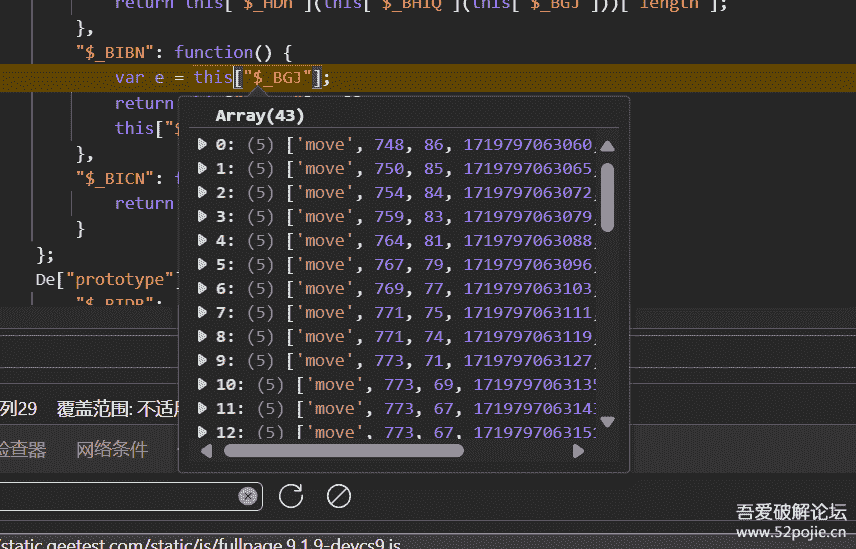 return this["$_HDh"](this["$_BHIQ"](this["$_BGJ"]))["length"];
},
"$_BIBN": function() {
var e = this["$_BGJ"];
return
this["$
},
"$_BICN": f
return
}
};
De["prototype"]
"$_BIDB":
Array(43)
0: (5) ['move', 748, 86, 1719797063060,
1: (5) ['move', 750, 85, 1719797063065,
2: (5) ['move', 754, 84, 1719797063072,
3: (5) ['move', 759, 83, 1719797063079,
4: (5) ['move', 764, 81, 1719797063088,
5: (5) ['move', 767, 79, 1719797063096,
6: (5) ['move', 769, 77, 1719797063103,
7: (5) ['move', 771, 75, 1719797063111,
8: (5) ['move', 771, 74, 1719797063119,
9: (5) ['move', 773, 71, 1719797063127,
10: (5) ['move', 773, 69, 1719797063135
11: (5) ['move', 773, 67, 1719797063143
12: (5) ['move', 773, 67, 1719797063151
列29 覆盖范围: 不适用
检查器 网络条件
/static.geetest.com/static/js/fullpage.9.1.9-devcs9.js
吾爱破解论坛
www.52pojie.cn